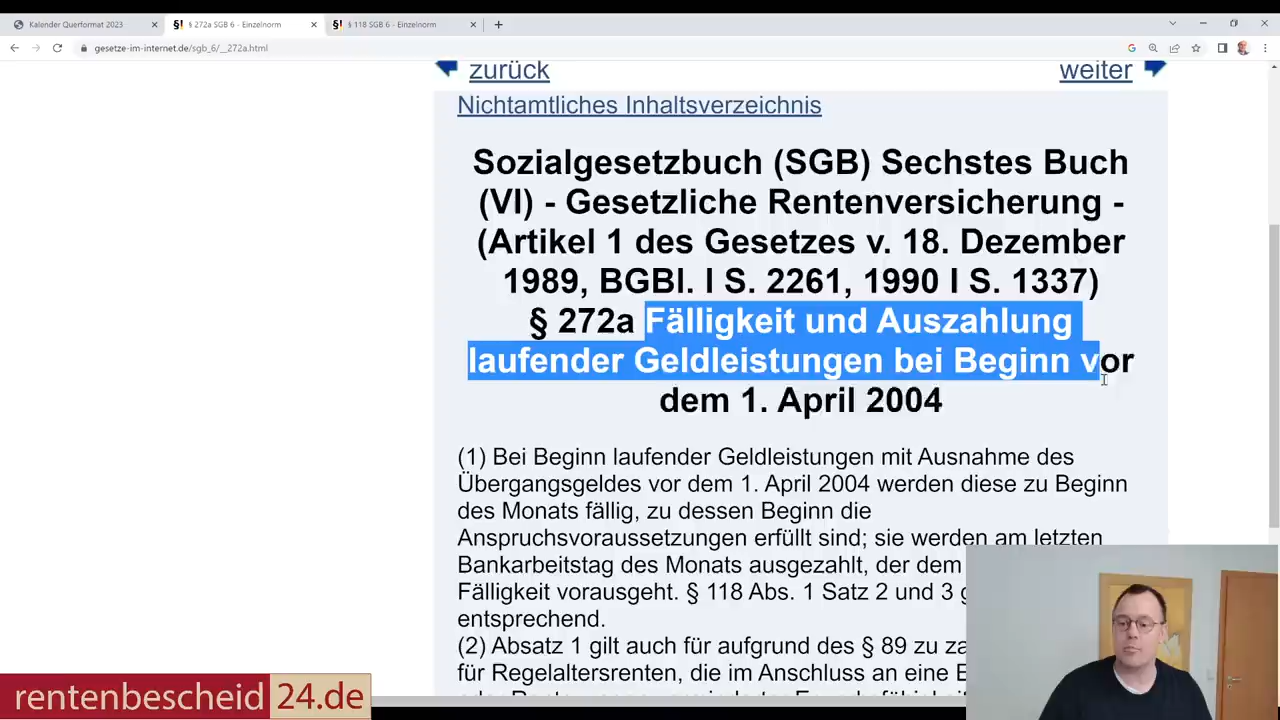 Kalender Querformat 2023
§ 272a SGB 6 - Einzelnorm
§ 118 SGB 6 - Einzelnorm
gesetze-im-internet.de/sgb_6/__272a.html
zurück
weiter
Nichtamtliches Inhaltsverzeichnis
Sozialgesetzbuch (SGB) Sechstes Buch
(VI) - Gesetzliche Rentenversicherung -
(Artikel 1 des Gesetzes v. 18. Dezember
1989, BGBl. I S. 2261, 1990 I S. 1337)
§ 272a Fälligkeit und Auszahlung
laufender Geldleistungen bei Beginn vor
dem 1. April 2004
(1) Bei Beginn laufender Geldleistungen mit Ausnahme des
Übergangsgeldes vor dem 1. April 2004 werden diese zu Beginn
des Monats fällig, zu dessen Beginn die
Anspruchsvoraussetzungen erfüllt sind; sie werden am letzten
Bankarbeitstag des Monats ausgezahlt, der dem
Fälligkeit vorausgeht. § 118 Abs. 1 Satz 2 und 3
entsprechend.
(2) Absatz 1 gilt auch für aufgrund des § 89 zu
für Regelaltersrenten, die im Anschluss an eine
rentenbescheid24.de